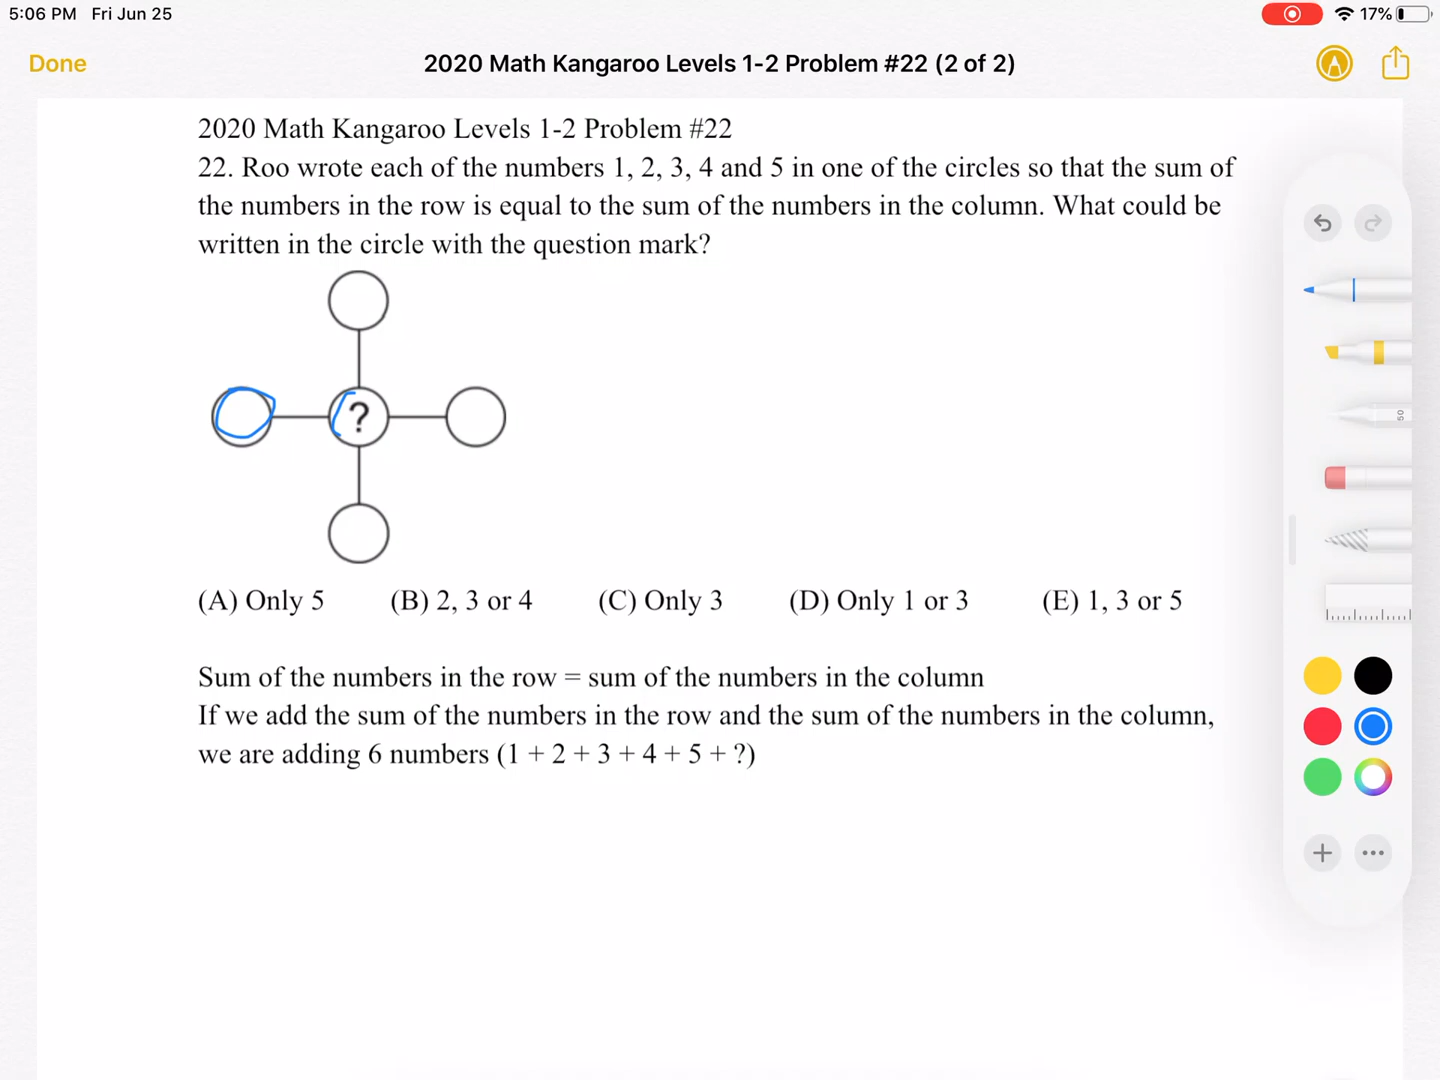 5:06 PM Fri Jun 25
17%
Done
2020 Math Kangaroo Levels 1-2 Problem #22 (2 of 2)
2020 Math Kangaroo Levels 1-2 Problem #22
22. Roo wrote each of the numbers 1, 2, 3, 4 and 5 in one of the circles so that the sum of
the numbers in the row is equal to the sum of the numbers in the column. What could be
written in the circle with the question mark?
?
50
(A) Only 5 (B) 2, 3 or 4 (C) Only 3 (D) Only 1 or 3 (E) 1, 3 or 5
Sum of the numbers in the row = sum of the numbers in the column
If we add the sum of the numbers in the row and the sum of the numbers in the column,
we are adding 6 numbers (1 + 2 + 3 + 4 + 5 + ?)